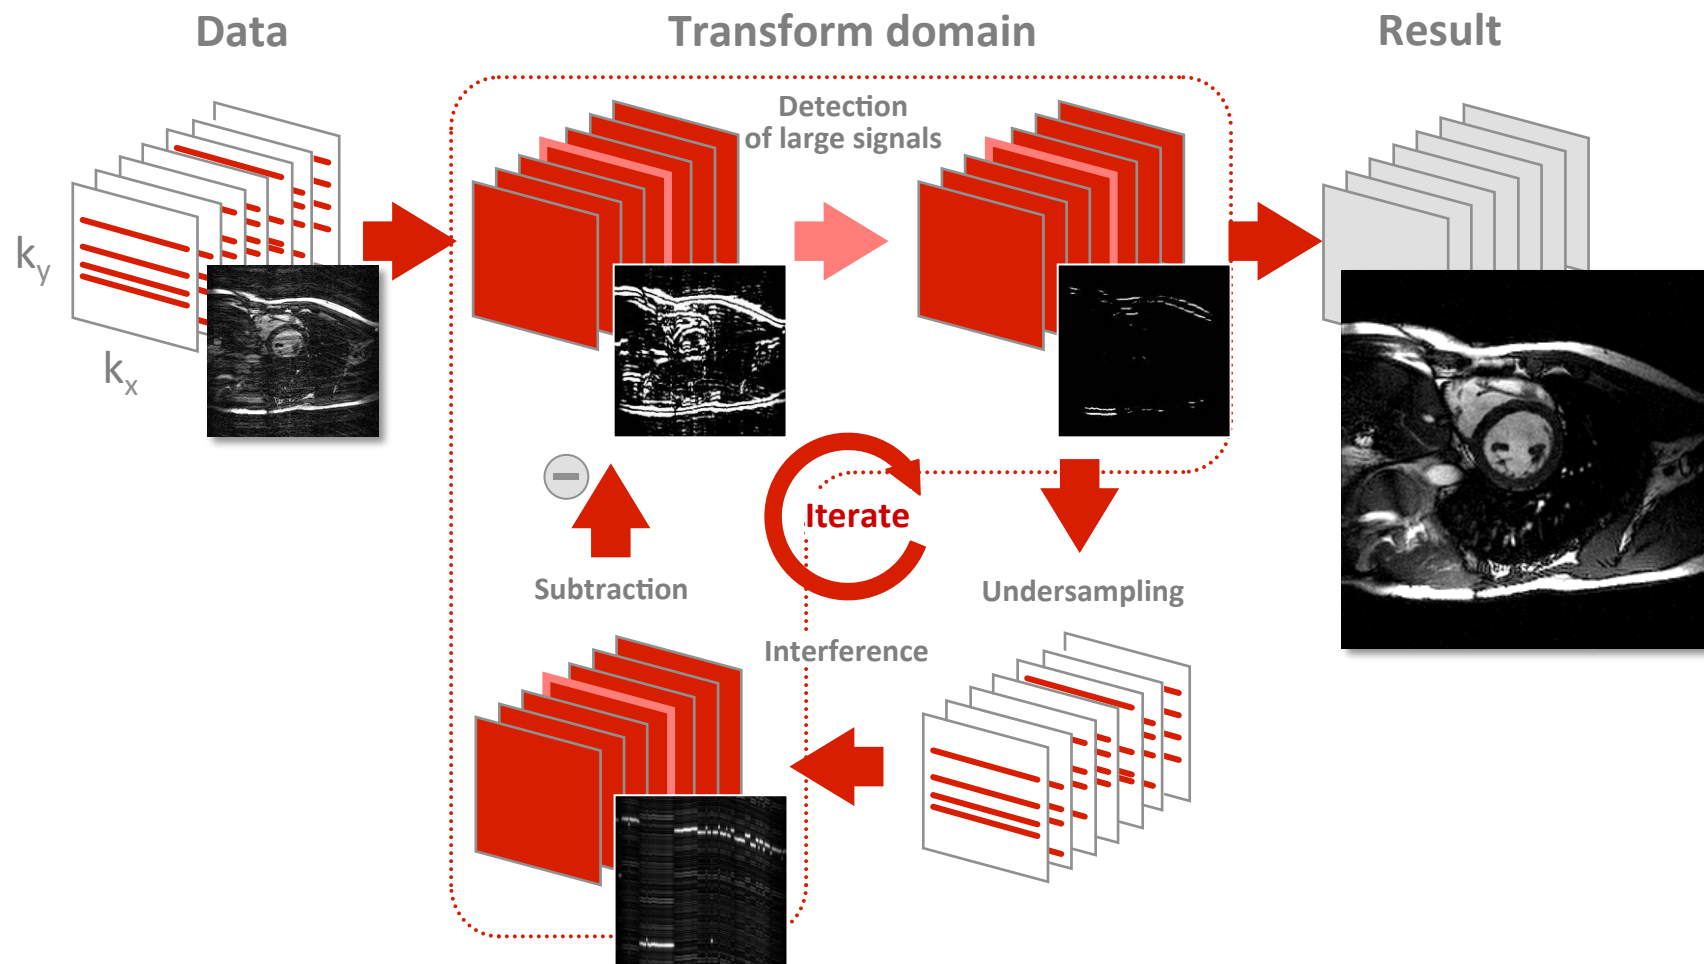 Data
Transform domain
Result
Detection
of large signals
ky
kx
Iterate
Subtraction
Undersampling
Interference